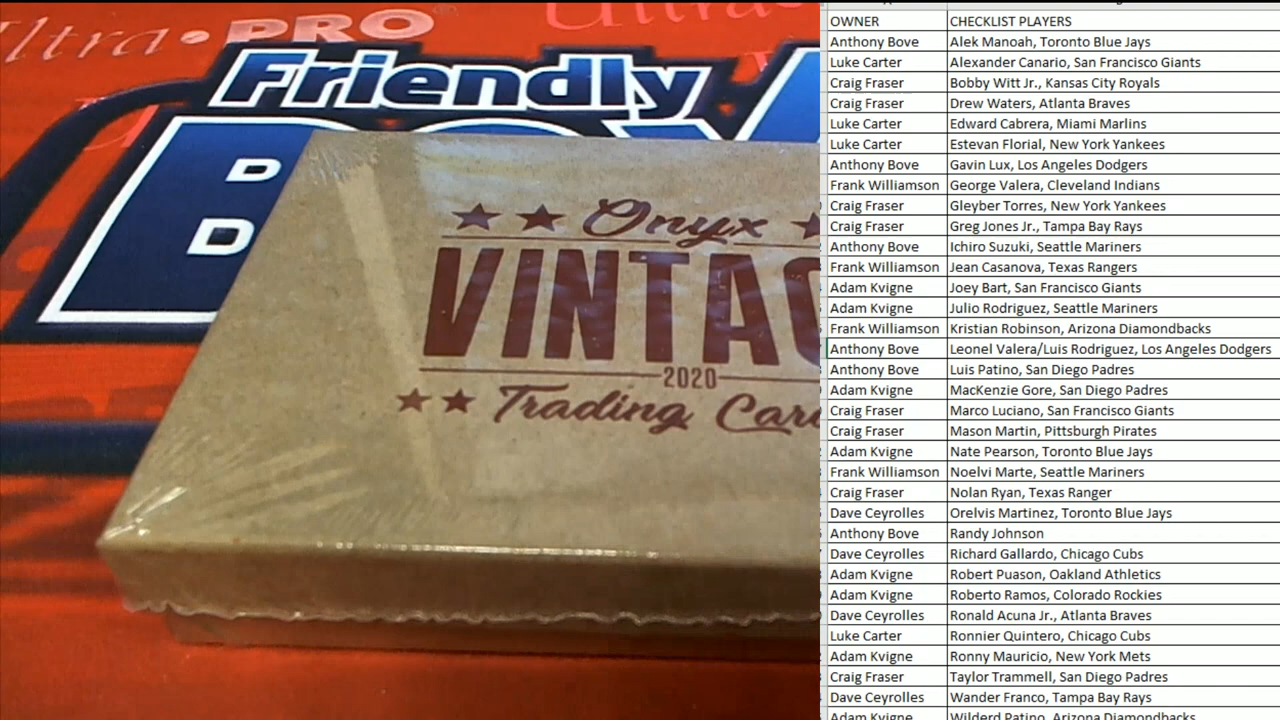 Ultra•PRO
Friendly
Onyx
VINTAG
2020
Trading Car
OWNER CHECKLIST PLAYERS
Anthony Bove Alek Manoah, Toronto Blue Jays
Luke Carter Alexander Canario, San Francisco Giants
Craig Fraser Bobby Witt Jr., Kansas City Royals
Craig Fraser Drew Waters, Atlanta Braves
Luke Carter Edward Cabrera, Miami Marlins
Luke Carter Estevan Florial, New York Yankees
Anthony Bove Gavin Lux, Los Angeles Dodgers
Frank Williamson George Valera, Cleveland Indians
Craig Fraser Gleyber Torres, New York Yankees
Craig Fraser Greg Jones Jr., Tampa Bay Rays
Anthony Bove Ichiro Suzuki, Seattle Mariners
Frank Williamson Jean Casanova, Texas Rangers
Adam Kvigne Joey Bart, San Francisco Giants
Adam Kvigne Julio Rodriguez, Seattle Mariners
Frank Williamson Kristian Robinson, Arizona Diamondbacks
Anthony Bove Leonel Valera/Luis Rodriguez, Los Angeles Dodgers
Anthony Bove Luis Patino, San Diego Padres
Adam Kvigne MacKenzie Gore, San Diego Padres
Craig Fraser Marco Luciano, San Francisco Giants
Craig Fraser Mason Martin, Pittsburgh Pirates
Adam Kvigne Nate Pearson, Toronto Blue Jays
Frank Williamson Noelvi Marte, Seattle Mariners
Craig Fraser Nolan Ryan, Texas Ranger
Dave Ceyrolles Orelvis Martinez, Toronto Blue Jays
Anthony Bove Randy Johnson
Dave Ceyrolles Richard Gallardo, Chicago Cubs
Adam Kvigne Robert Puason, Oakland Athletics
Adam Kvigne Roberto Ramos, Colorado Rockies
Dave Ceyrolles Ronald Acuna Jr., Atlanta Braves
Luke Carter Ronnier Quintero, Chicago Cubs
Adam Kvigne Ronny Mauricio, New York Mets
Craig Fraser Taylor Trammell, San Diego Padres
Dave Ceyrolles Wander Franco, Tampa Bay Rays
Adam Kvigne Wilderd Patino, Arizona Diamondbacks